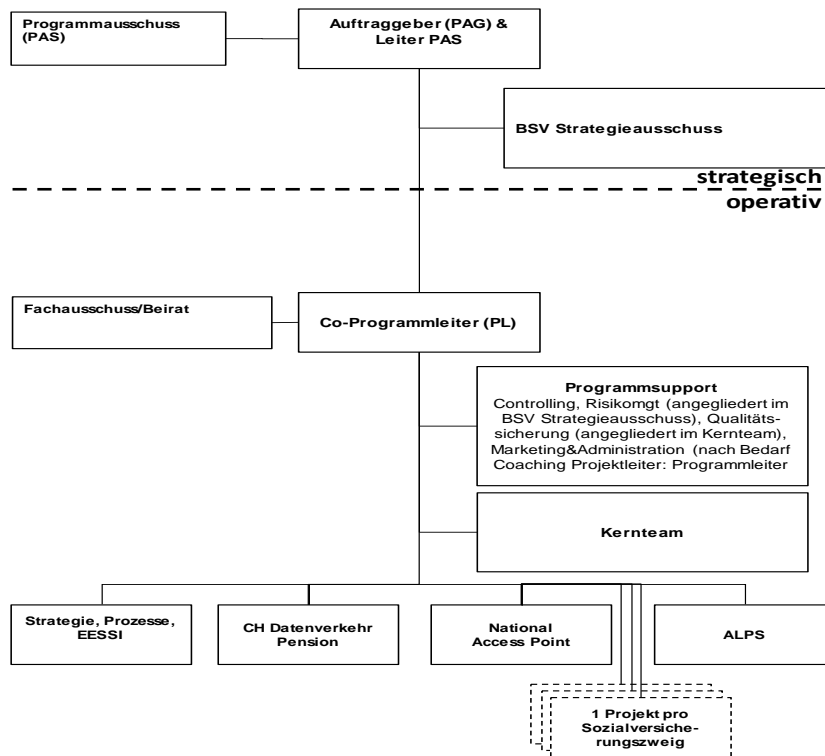 Programmausschuss
(PAS)
Auftraggeber (PAG) &
Leiter PAS
BSV Strategieausschuss
strategisch
operativ
Fachausschuss/Beirat
Co-Programmleiter (PL)
Programmsupport
Controlling, Risikomgt (angegliedert im
BSV Strategieausschuss), Qualitäts-
sicherung (angegliedert im Kernteam),
Marketing&Administration (nach Bedarf
Coaching Projektleiter: Programmleiter
Kernteam
Strategie, Prozesse,
EESSI
CH Datenverkehr
Pension
National
Access Point
ALPS
1 Projekt pro
Sozialversiche-
rungszweig